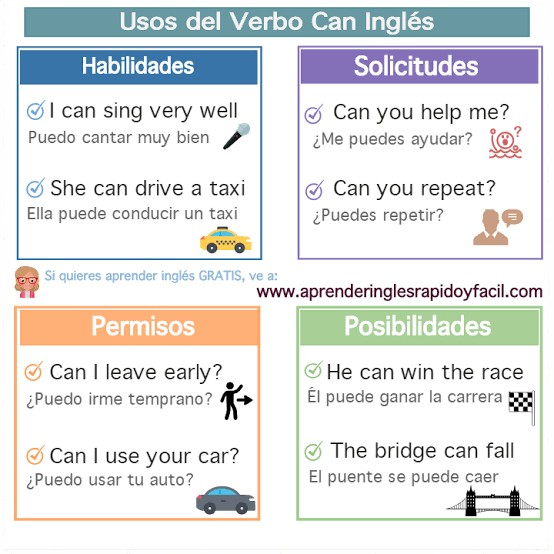 Usos del Verbo Can Inglés
Habilidades
I can sing very well
Puedo cantar muy bien
She can drive a taxi
Ella puede conducir un taxi
Solicitudes
Can you help me?
¿Me puedes ayudar?
Can you repeat?
¿Puedes repetir?
Si quieres aprender inglés GRATIS, ve a:
www.aprenderinglesrapidoyfacil.com
Permisos
Can I leave early?
¿Puedo irme temprano?
Can I use your car?
¿Puedo usar tu auto?
Posibilidades
He can win the race
Él puede ganar la carrera
The bridge can fall
El puente se puede caer